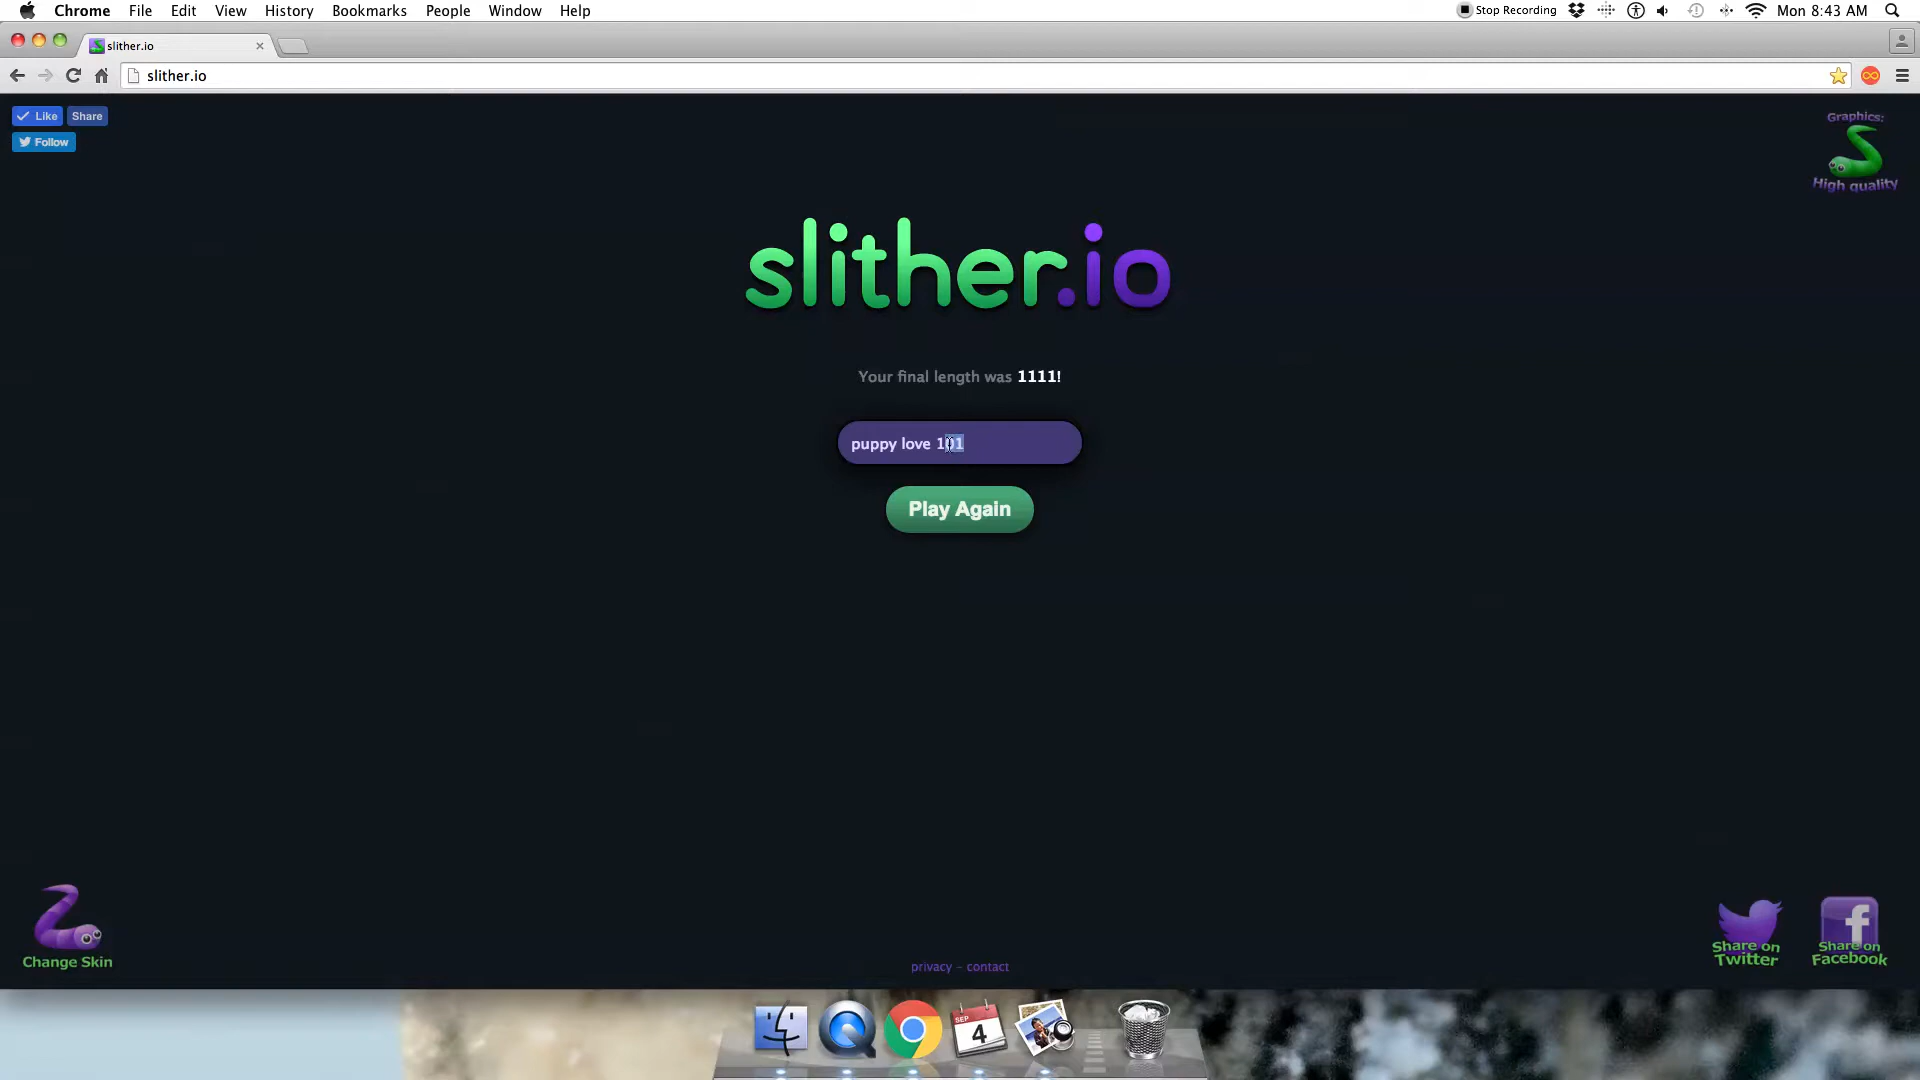 Chrome File Edit View History Bookmarks People Window Help Stop Recording Mon 8:43 AM
slither.io
slither.io
Like Share
Follow
Graphics:
High quality
slither.io
Your final length was 1111!
puppy love 101
Play Again
Change Skin
privacy - contact
Share on Twitter
Share on Facebook
SEP
4